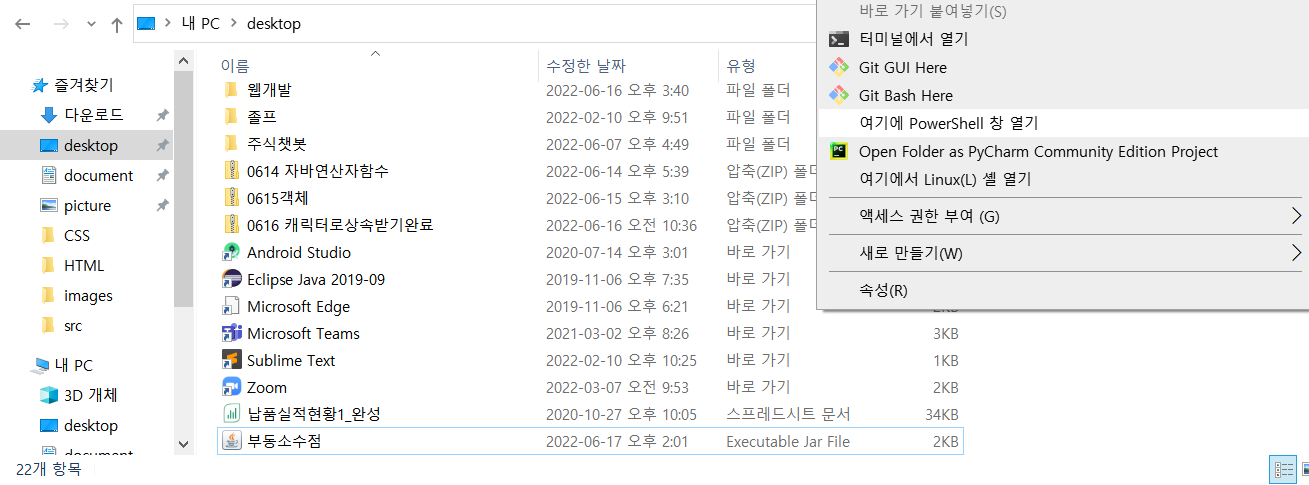 내 PC > desktop
즐겨찾기
다운로드
desktop
document
picture
CSS
HTML
images
src
내 PC
3D 개체
desktop
document
이름 수정한 날짜 유형
웹개발 2022-06-16 오후 3:40 파일 폴더
졸프 2022-02-10 오후 9:51 파일 폴더
주식챗봇 2022-06-07 오후 4:49 파일 폴더
0614 자바연산자함수 2022-06-14 오후 5:39 압축(ZIP) 폴더
0615객체 2022-06-15 오후 3:10 압축(ZIP) 폴더
0616 캐릭터로상속받기완료 2022-06-16 오전 10:36 압축(ZIP) 폴더
Android Studio 2020-07-14 오후 3:01 바로 가기
Eclipse Java 2019-09 2019-11-06 오후 7:35 바로 가기
Microsoft Edge 2019-11-06 오후 6:21 바로 가기 2KB
Microsoft Teams 2021-03-02 오후 8:26 바로 가기 3KB
Sublime Text 2022-02-10 오후 10:25 바로 가기 1KB
Zoom 2022-03-07 오전 9:53 바로 가기 2KB
납품실적현황1_완성 2020-10-27 오후 10:05 스프레드시트 문서 34KB
부동소수점 2022-06-17 오후 2:01 Executable Jar File 2KB
바로 가기 붙여넣기(S)
터미널에서 열기
Git GUI Here
Git Bash Here
여기에 PowerShell 창 열기
Open Folder as PyCharm Community Edition Project
여기에서 Linux(L) 셸 열기
액세스 권한 부여 (G)
새로 만들기(W)
속성(R)
22개 항목